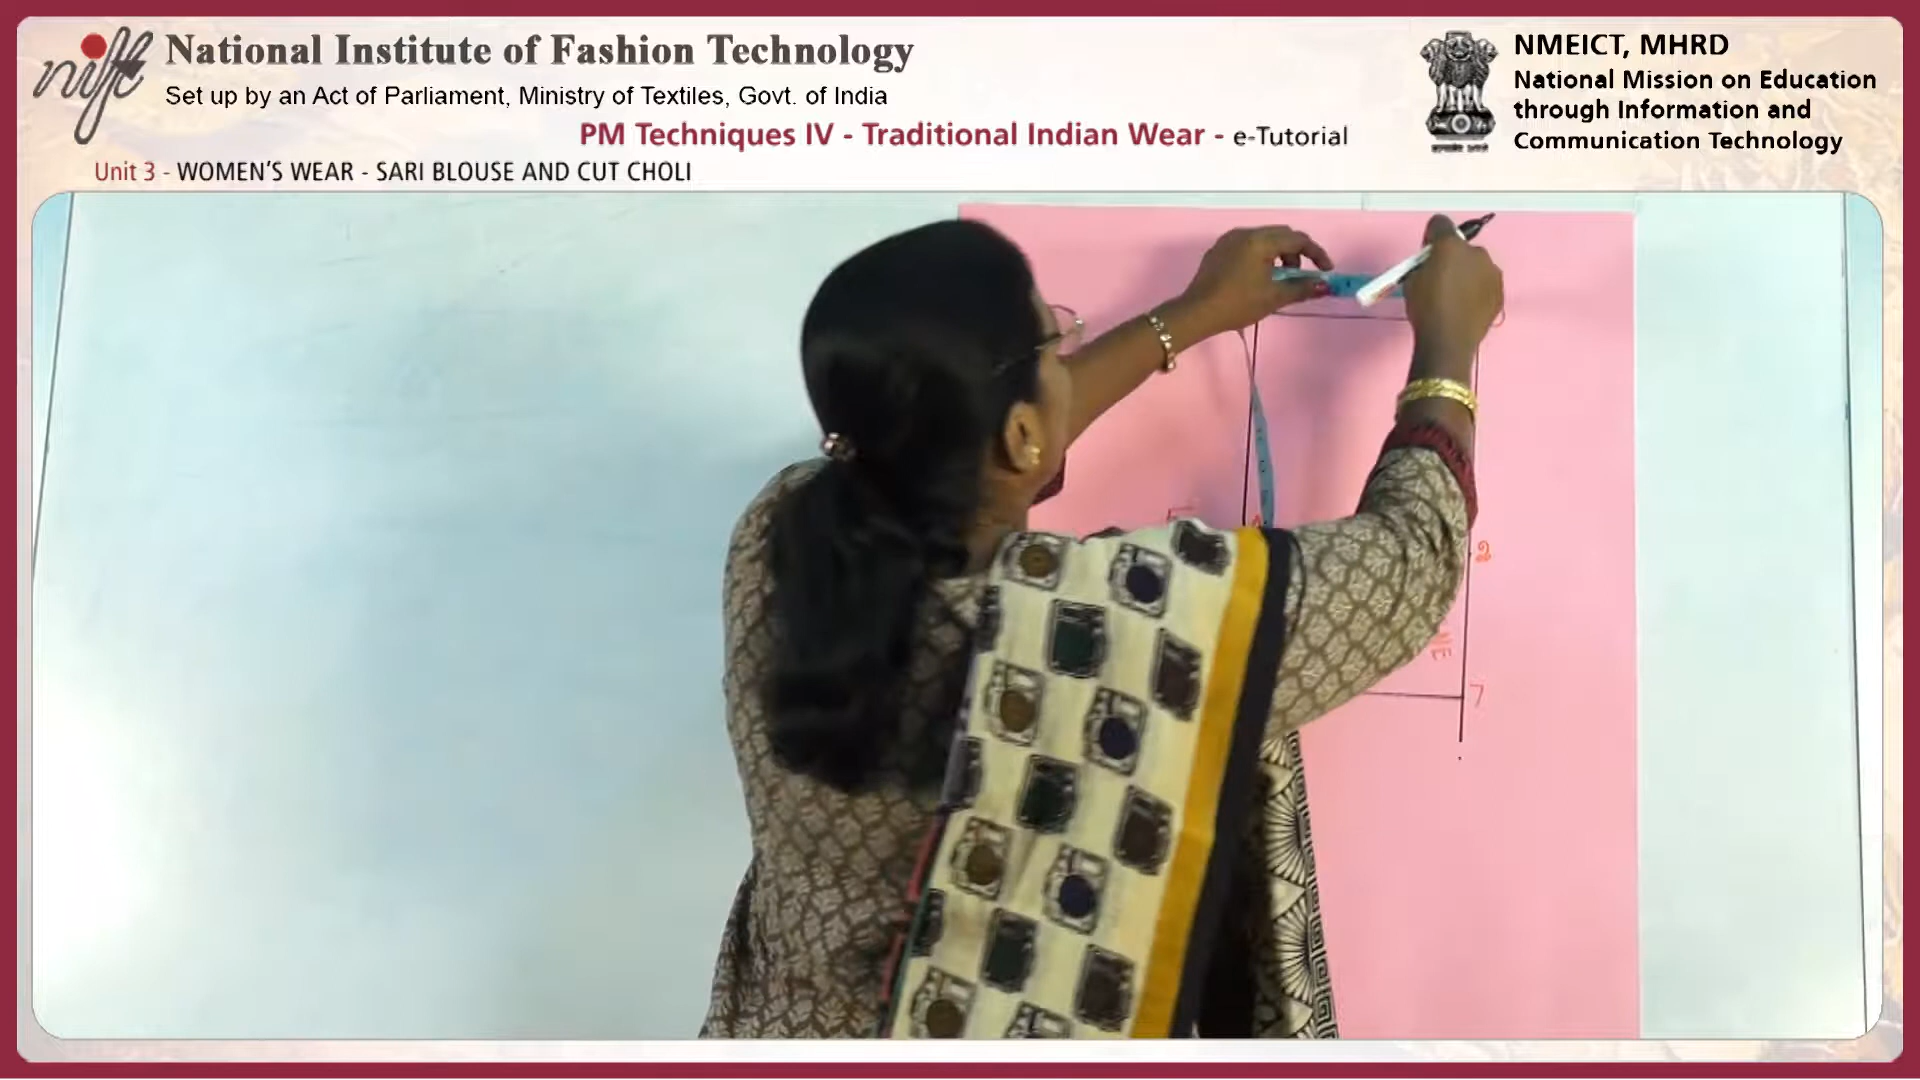 nift
National Institute of Fashion Technology
Set up by an Act of Parliament, Ministry of Textiles, Govt. of India
PM Techniques IV - Traditional Indian Wear - e-Tutorial
Unit 3 - WOMEN'S WEAR - SARI BLOUSE AND CUT CHOLI
NMEICT, MHRD
National Mission on Education
through Information and
Communication Technology
2
7